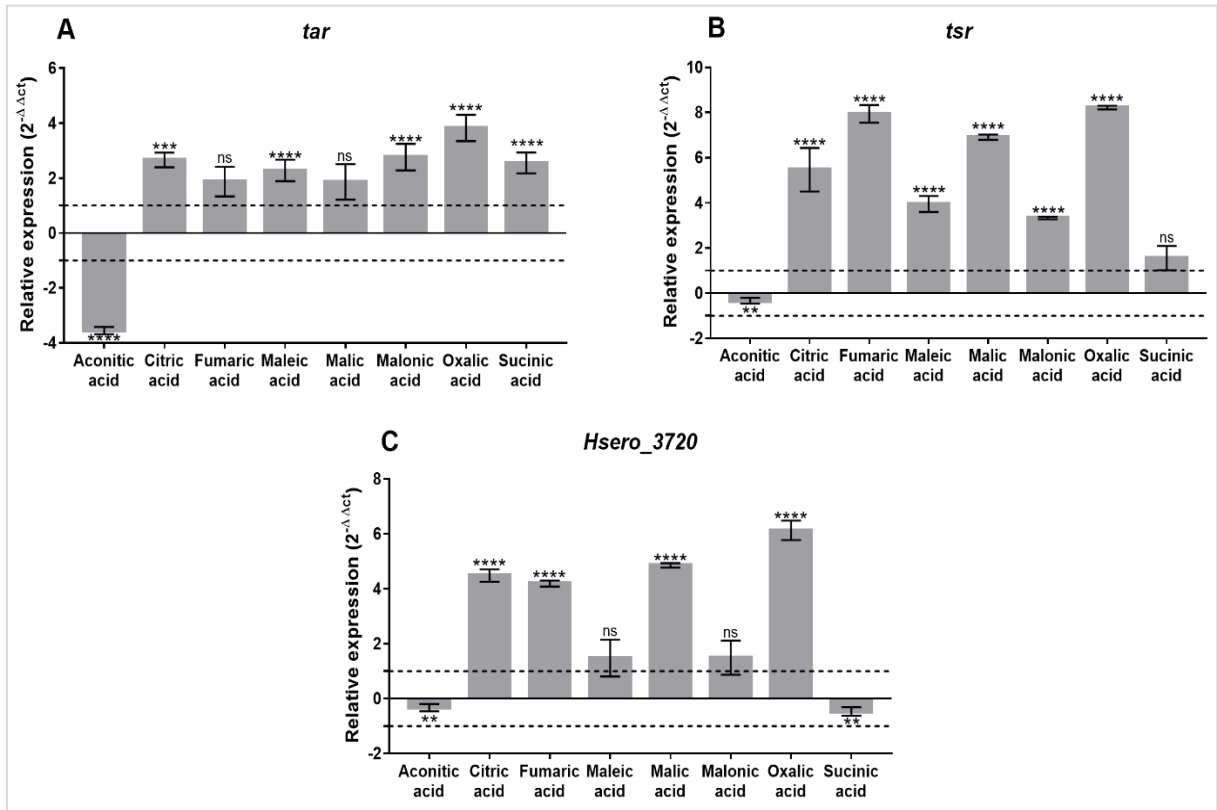 A
tar
Relative expression (2-Δ Δct)
6
4
2
0
-2
-4
****
***
ns
****
ns
****
****
****
Aconitic acid
Citric acid
Fumaric acid
Maleic acid
Malic acid
Malonic acid
Oxalic acid
Sucinic acid
B
tsr
Relative expression (2-Δ Δct)
10
8
6
4
2
0
-2
**
****
****
****
****
****
****
ns
Aconitic acid
Citric acid
Fumaric acid
Maleic acid
Malic acid
Malonic acid
Oxalic acid
Sucinic acid
C
Hsero_3720
Relative expression (2-Δ Δct)
8
6
4
2
0
-2
**
****
****
ns
****
ns
****
**
Aconitic acid
Citric acid
Fumaric acid
Maleic acid
Malic acid
Malonic acid
Oxalic acid
Sucinic acid